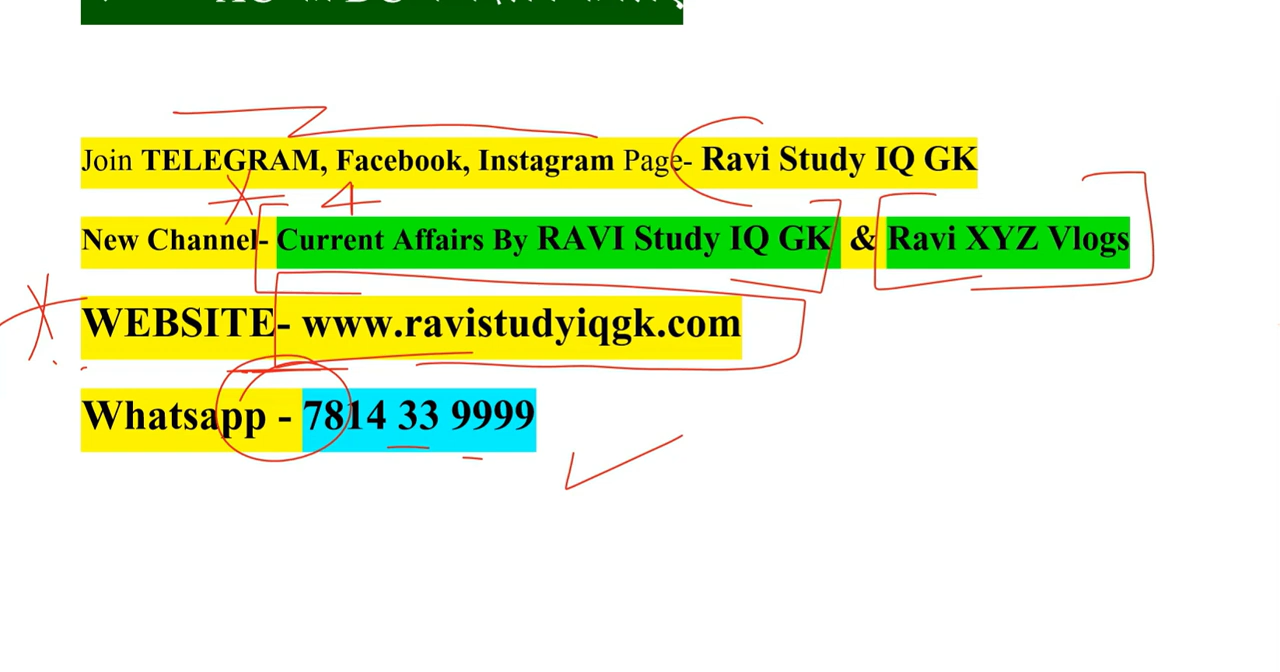 Join TELEGRAM, Facebook, Instagram Page- Ravi Study IQ GK
New Channel- Current Affairs By RAVI Study IQ GK & Ravi XYZ Vlogs
WEBSITE- www.ravistudyiqgk.com
Whatsapp - 7814 33 9999